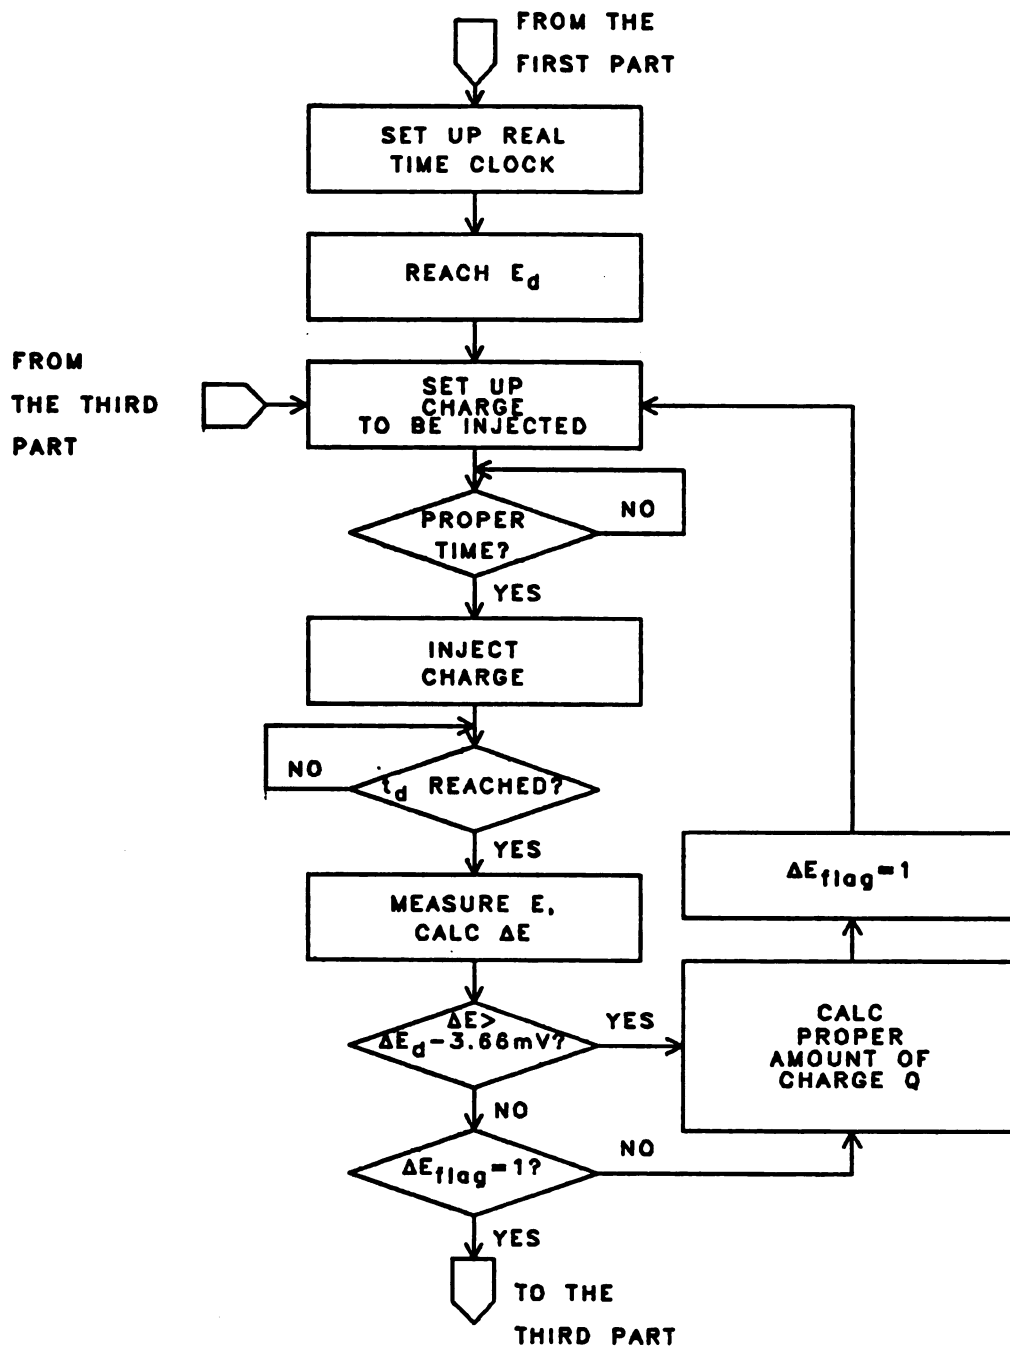 FROM THE
FIRST PART
SET UP REAL
TIME CLOCK
REACH E_d
FROM
THE THIRD
PART
SET UP
CHARGE
TO BE INJECTED
NO
PROPER
TIME?
YES
INJECT
CHARGE
NO
t_d REACHED?
YES
MEASURE E,
CALC ΔE
ΔE_flag=1
ΔE>
ΔE_d-3.66mV?
YES
CALC
PROPER
AMOUNT OF
CHARGE Q
NO
ΔE_flag=1?
NO
YES
TO THE
THIRD PART